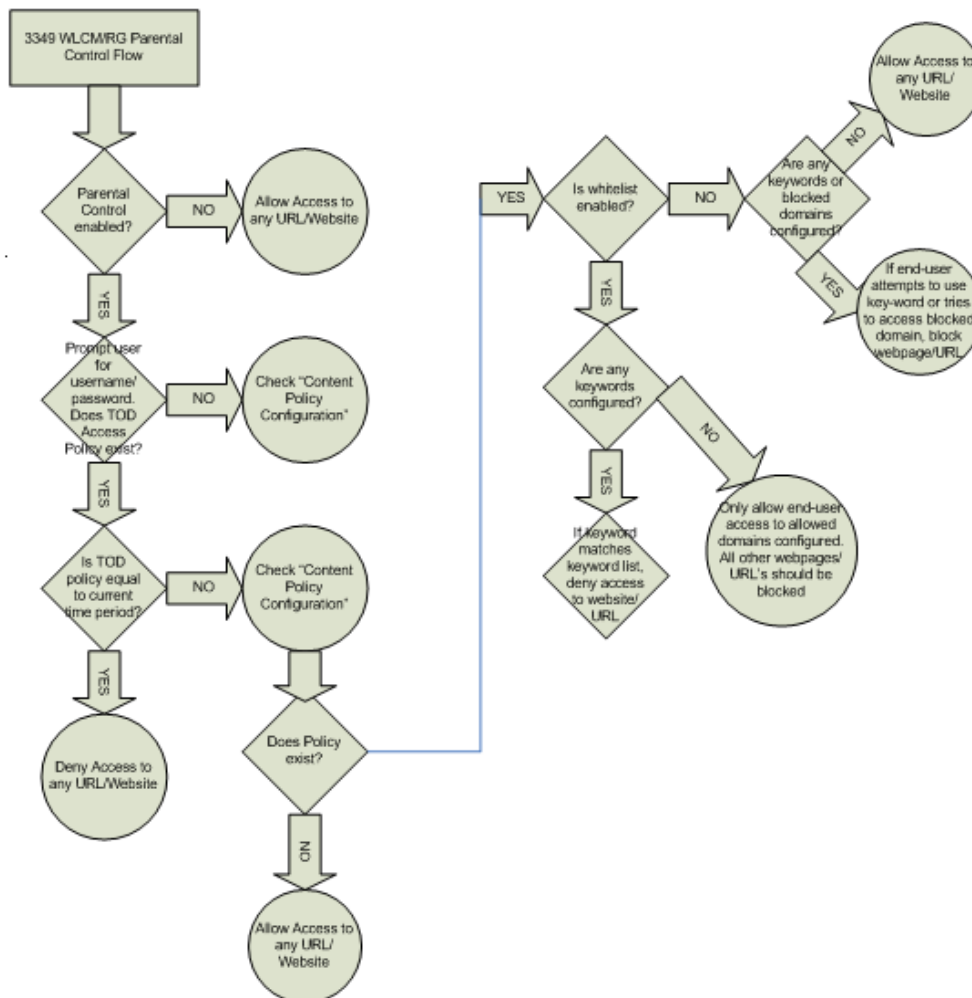 3349 WLCM/RG Parental
Control Flow
Parental
Control
enabled?
NO
Allow Access to
any URL/Website
YES
Prompt user
for
username/
password.
Does TOD
Access
Policy exist?
NO
Check “Content
Policy
Configuration”
YES
Is TOD
policy equal
to current
time period?
NO
Check “Content
Policy
Configuration”
YES
Deny Access to
any URL/Website
Does Policy
exist?
NO
Allow Access to
any URL/
Website
YES
Is whitelist
enabled?
NO
Are any
keywords or
blocked
domains
configured?
NO
Allow Access to
any URL/
Website
YES
If end-user
attempts to use
key-word or tries
to access blocked
domain, block
webpage/URL
YES
Are any
keywords
configured?
NO
Only allow end-user
access to allowed
domains configured.
All other webpages/
URL’s should be
blocked
YES
If keyword
matches
keyword list,
deny access
to website/
URL